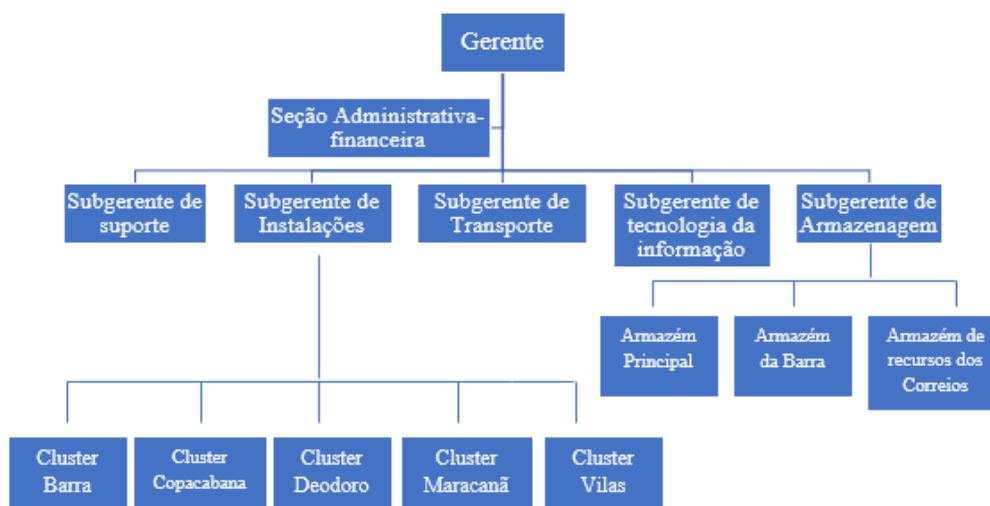 Gerente
Seção Administrativa-
financeira
Subgerente de
suporte
Subgerente de
Instalações
Subgerente de
Transporte
Subgerente de
tecnologia da
informação
Subgerente de
Armazenagem
Armazém
Principal
Armazém
da Barra
Armazém de
recursos dos
Correios
Cluster
Barra
Cluster
Copacabana
Cluster
Deodoro
Cluster
Maracanã
Cluster
Vilas